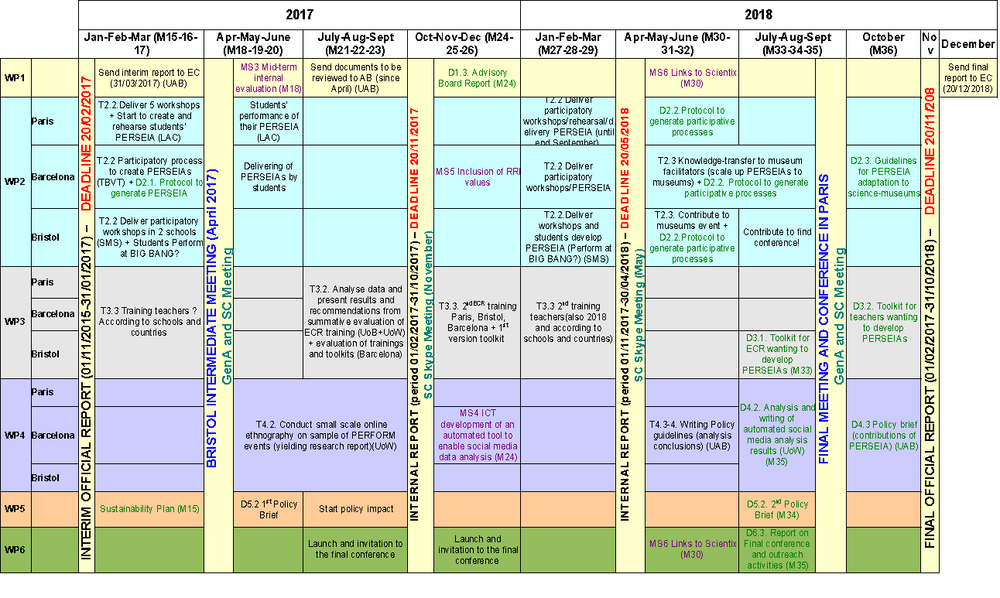 2017
2018
Jan-Feb-Mar (M15-16-
17)
Apr-May-June
(M18-19-20)
July-Aug-Sept
(M21-22-23)
Oct-Nov-Dec (M24-
25-26)
Jan-Feb-Mar
(M27-28-29)
Apr-May-June (M30-
31-32)
July-Aug-Sept
(M33-34-35)
October
(M36)
No
v
December
INTERIM OFFICIAL REPORT (01/11/2015-31/01/2017) – DEADLINE 20/02/2017
BRISTOL INTERMEDIATE MEETING (April 2017)
GenA and SC Meeting
INTERNAL REPORT (period 01/02/2017-31/10/2017) – DEADLINE 20/11/2017
SC Skype Meeting (November)
INTERNAL REPORT (period 01/11/2017-30/04/2018) – DEADLINE 20/05/2018
SC Skype Meeting (May)
FINAL MEETING AND CONFERENCE IN PARIS
GenA and SC Meeting
FINAL OFFICIAL REPORT (01/02/2017-31/10/2018) – DEADLINE 20/11/208
WP1
Send interim report to EC
(31/03/2017) (UAB)
MS3 Mid-term
internal
evaluation (M18)
Send documents to be
reviewed to AB (since
April) (UAB)
D1.3. Advisory
Board Report (M24)
MS6 Links to Scientix
(M30)
Send final
report to EC
(20/12/2018)
WP2
Paris
T2.2.Deliver 5 workshops
+ Start to create and
rehearse students'
PERSEIA (LAC)
Students'
performance of
their PERSEIA
(LAC)
T2.2 Deliver
participatory
workshops/rehearsal/d
elivery PERSEIA (until
end September)
D2.2.Protocol to
generate participative
processes
Barcelona
T2.2 Participatory process
to create PERSEIAs
(TBVT) + D2.1. Protocol to
generate PERSEIA
Delivering of
PERSEIAs by
students
MS5 Inclusion of RRI
values
T2.2 Deliver
participatory
workshops/PERSEIA
T2.3 Knowledge-transfer to museum
facilitators (scale up PERSEIAs to
museums) + D2.2. Protocol to generate
participative processes
D2.3. Guidelines
for PERSEIA
adaptation to
science-museums
Bristol
T2.2 Deliver participatory
workshops in 2 schools
(SMS) + Students Perform
at BIG BANG?
T2.2.Deliver
workshops and
students develop
PERSEIA (Perform at
BIG BANG?) (SMS)
T2.3. Contribute to
museums event +
D2.2.Protocol to
generate participative
processes
Contribute to find
conference!
WP3
Paris
Barcelona
Bristol
T3.3 Training teachers ?
According to schools and
countries
T3.2. Analyse data and
present results and
recommendations from
summative evaluation of
ECR training (UoB+UoW)
+ evaluation of trainings
and toolkits (Barcelona)
T3.3. 2nd ECR training
Paris, Bristol,
Barcelona + 1st
version toolkit
T3.3 2nd training
teachers(also 2018
and according to
schools and countries)
D3.1. Toolkit for
ECR wanting to
develop
PERSEIAs (M33)
D3.2. Toolkit for
teachers wanting
to develop
PERSEIAs
WP4
Paris
Barcelona
Bristol
T4.2. Conduct small scale online
ethnography on sample of PERFORM
events (yielding research report)(UoW)
MS4 ICT
development of an
automated tool to
enable social media
data analysis (M24)
T4.3-4. Writing Policy
guidelines (analysis
conclusions) (UAB)
D4.2. Analysis and
writing of
automated social
media analysis
results (UoW)
(M35)
D4.3 Policy brief
(contributions of
PERSEIA) (UAB)
WP5
Sustainability Plan (M15)
D5.2 1st Policy
Brief
Start policy impact
D5.2. 2nd Policy
Brief (M34)
WP6
Launch and invitation to
the final conference
Launch and
invitation to the final
conference
MS6 Links to Scientix
(M30)
D6.3. Report on
Final conference
and outreach
activities (M35)